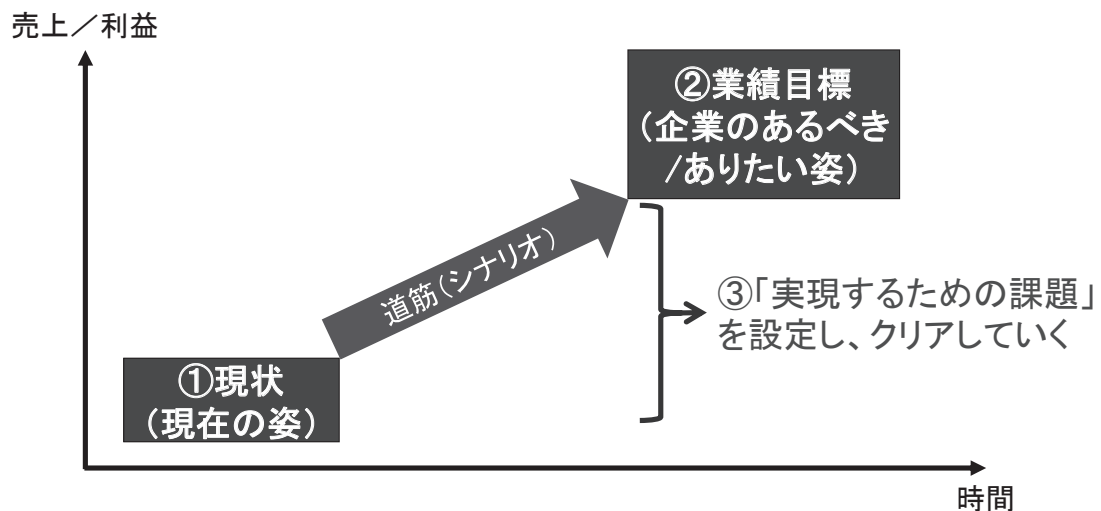 売上／利益
②業績目標
（企業のあるべき
/ありたい姿）
道筋（シナリオ）
③「実現するための課題」
を設定し、クリアしていく
①現状
（現在の姿）
時間